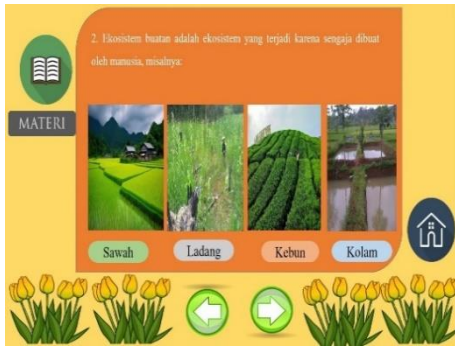 2. Ekosistem buatan adalah ekosistem yang terjadi karena sengaja dibuat
oleh manusia, misalnya:
MATERI
Sawah
Ladang
Kebun
Kolam